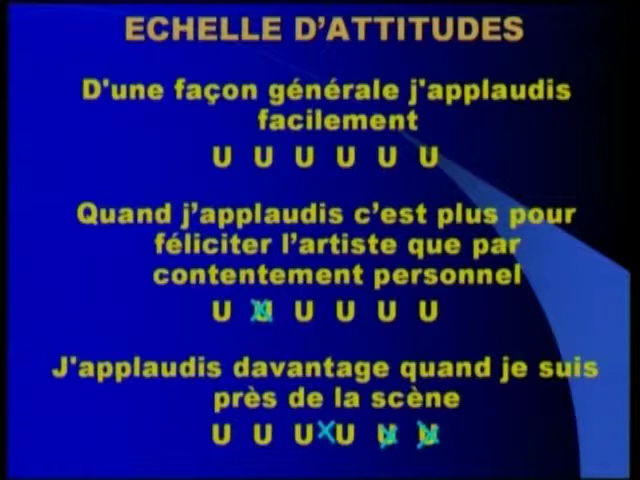 ECHELLE D'ATTITUDES
D'une façon générale j'applaudis
facilement
U U U U U U
Quand j'applaudis c'est plus pour
féliciter l'artiste que par
contentement personnel
U U U U U U
J'applaudis davantage quand je suis
près de la scène
U U U X U U U